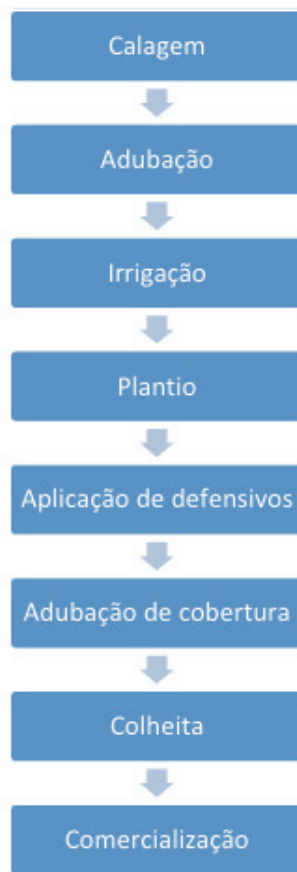 Calagem
Adubação
Irrigação
Plantio
Aplicação de defensivos
Adubação de cobertura
Colheita
Comercialização